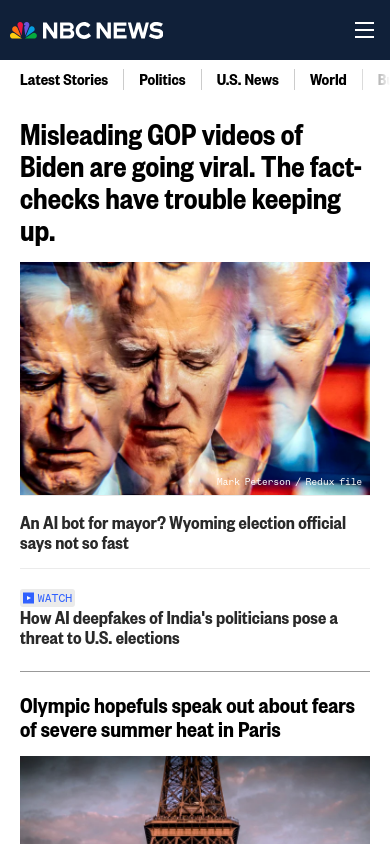 NBC NEWS
Latest Stories
Politics
U.S. News
World
Misleading GOP videos of
Biden are going viral. The fact-
checks have trouble keeping
up.
Mark Peterson / Redux file
An AI bot for mayor? Wyoming election official
says not so fast
WATCH
How AI deepfakes of India's politicians pose a
threat to U.S. elections
Olympic hopefuls speak out about fears
of severe summer heat in Paris